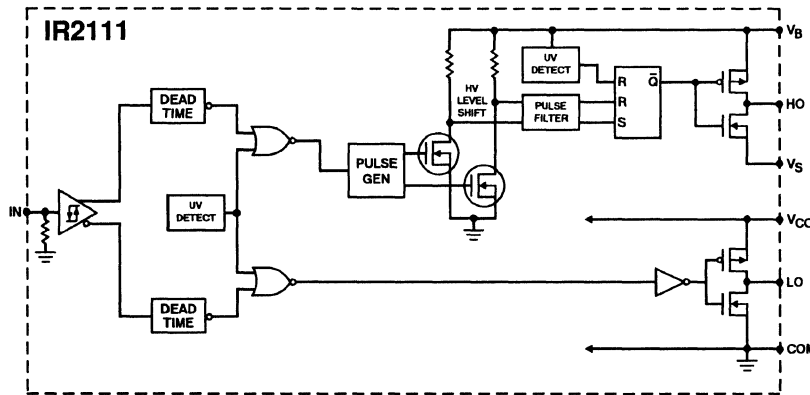 IR2111
VB
UV
DETECT
R
Q̅
HV
LEVEL
SHIFT
PULSE
FILTER
R
S
HO
VS
DEAD
TIME
PULSE
GEN
UV
DETECT
IN
VCC
LO
DEAD
TIME
COM